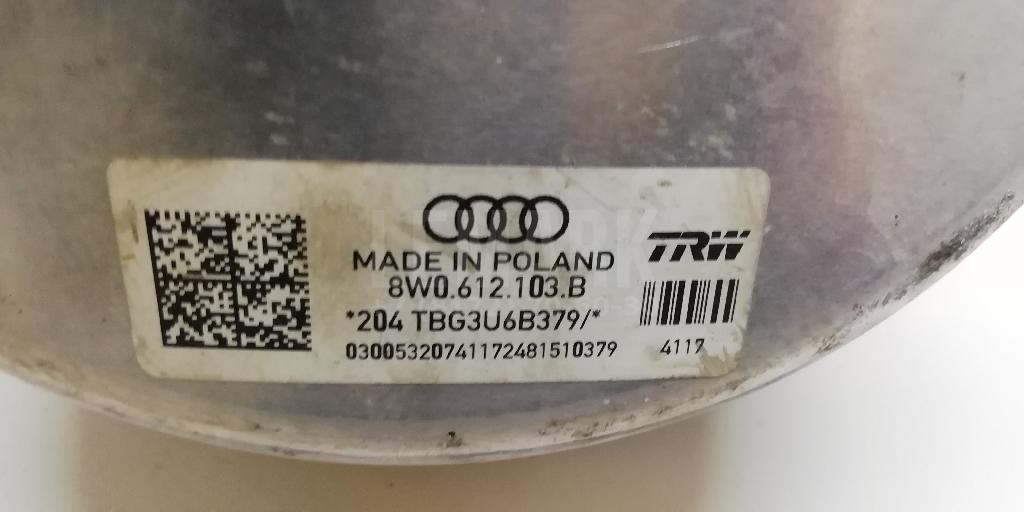 MADE IN POLAND
8W0.612.103.B
*204 TBG3U6B379/*
03005320741172481510379
TRW
4117